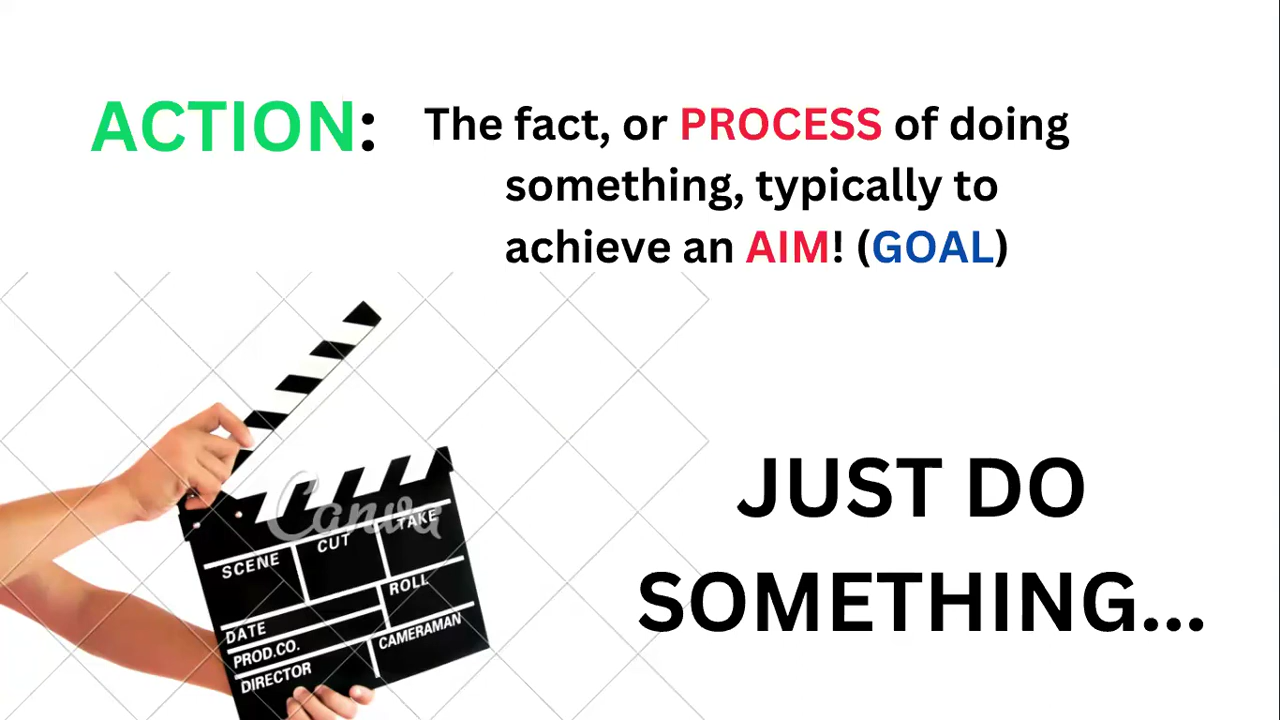 ACTION: The fact, or PROCESS of doing
something, typically to
achieve an AIM! (GOAL)
JUST DO
SOMETHING...
Canva
SCENE CUT TAKE
ROLL
DATE
PROD.CO. CAMERAMAN
DIRECTOR